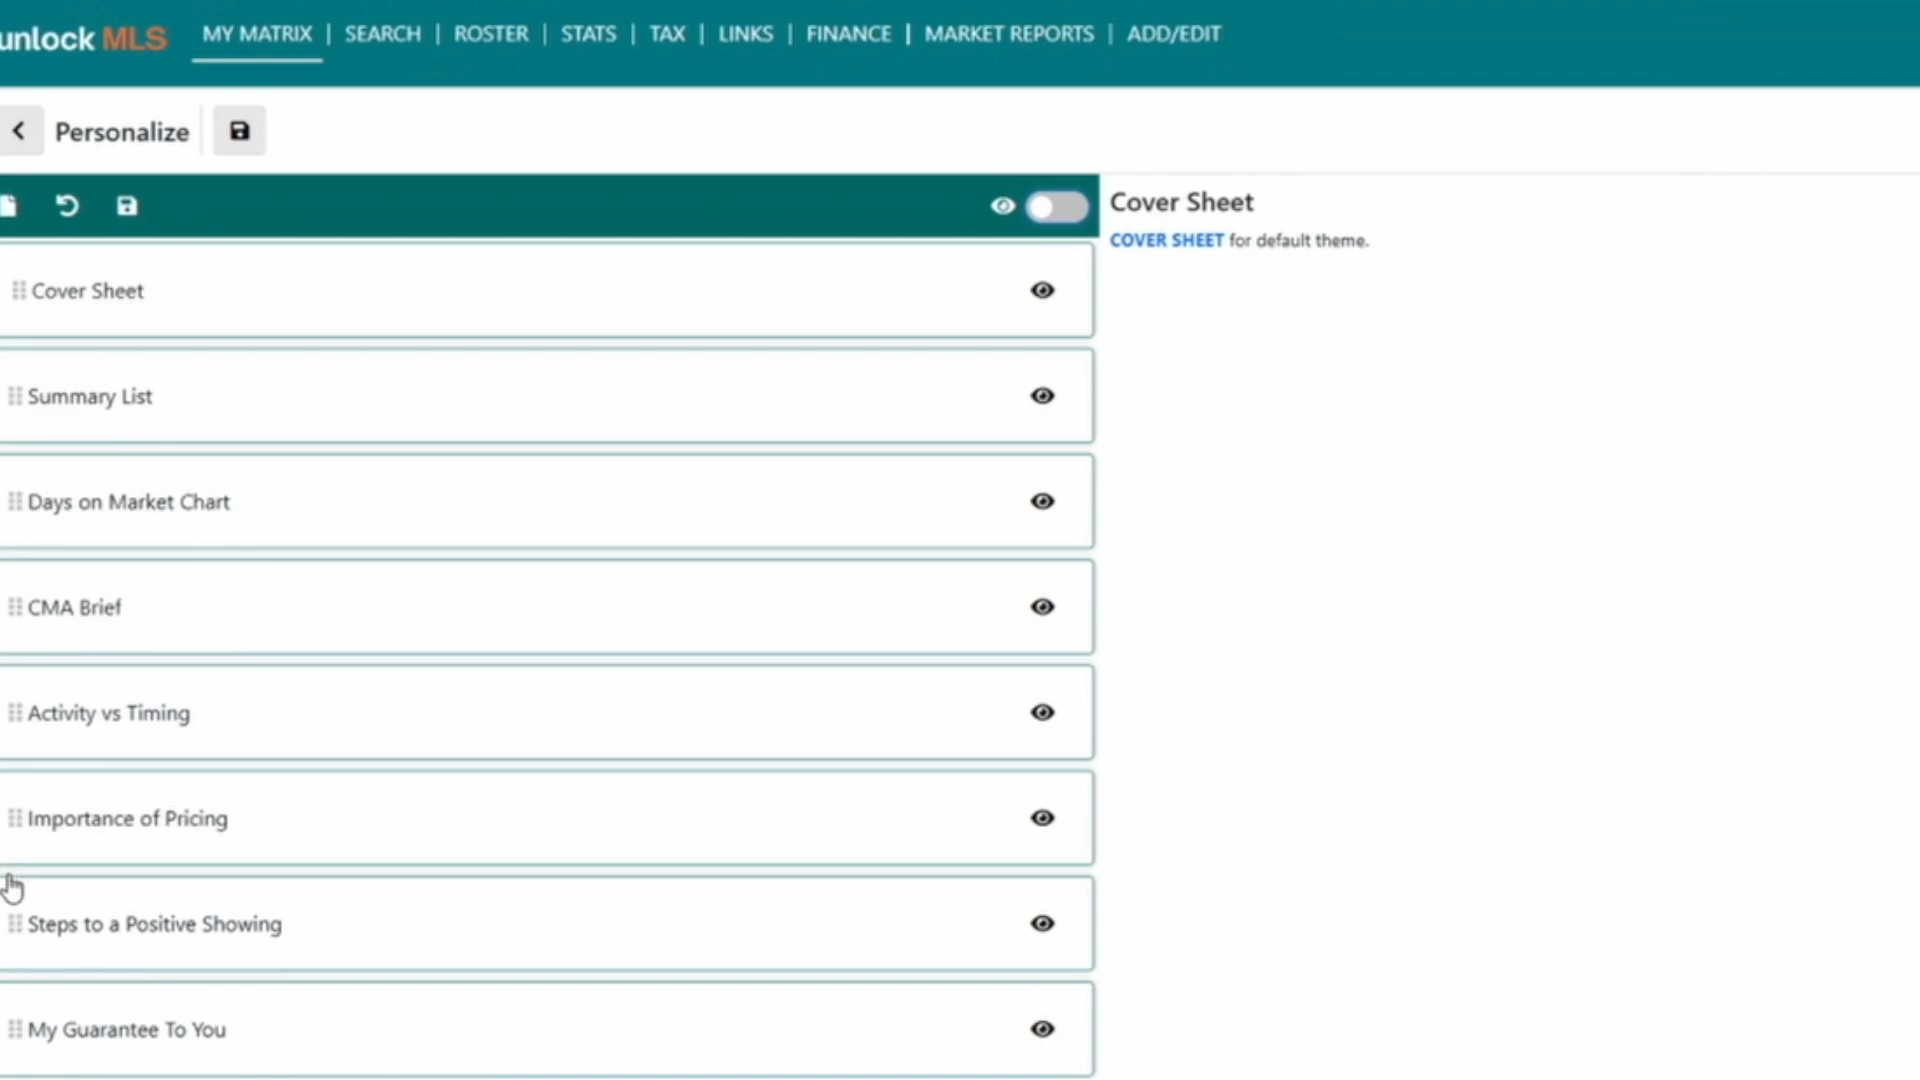 unlock MLS
MY MATRIX | SEARCH | ROSTER | STATS | TAX | LINKS | FINANCE | MARKET REPORTS | ADD/EDIT
Personalize
Cover Sheet
Summary List
Days on Market Chart
CMA Brief
Activity vs Timing
Importance of Pricing
Steps to a Positive Showing
My Guarantee To You
Cover Sheet
COVER SHEET for default theme.